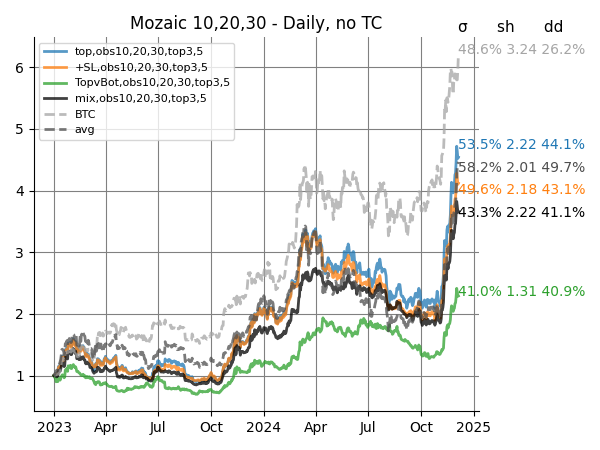 Mozaic 10,20,30 - Daily, no TC
σ sh dd
top,obs10,20,30,top3,5
+SL,obs10,20,30,top3,5
TopvBot,obs10,20,30,top3,5
mix,obs10,20,30,top3,5
BTC
avg
48.6% 3.24 26.2%
53.5% 2.22 44.1%
58.2% 2.01 49.7%
49.6% 2.18 43.1%
43.3% 2.22 41.1%
41.0% 1.31 40.9%
6
5
4
3
2
1
2023 Apr Jul Oct 2024 Apr Jul Oct 2025